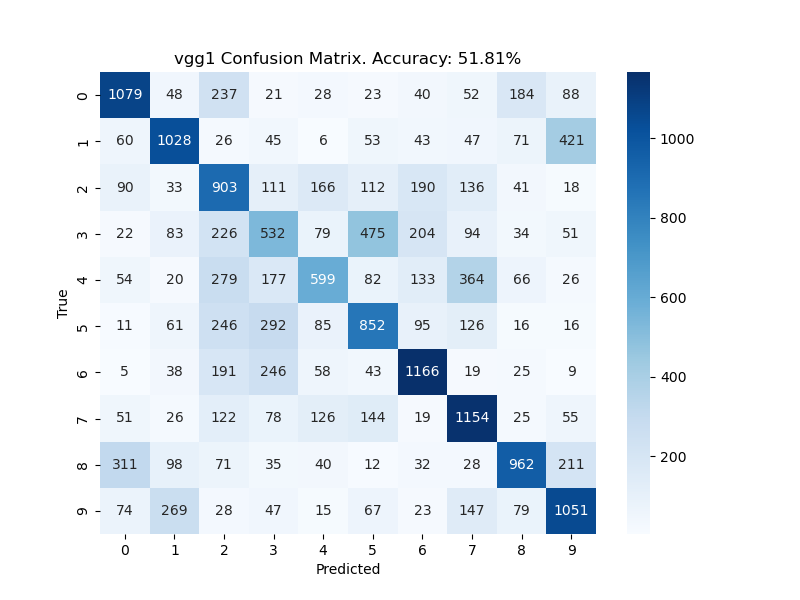 vgg1 Confusion Matrix. Accuracy: 51.81%
0 1079 48 237 21 28 23 40 52 184 88
1 60 1028 26 45 6 53 43 47 71 421
2 90 33 903 111 166 112 190 136 41 18
3 22 83 226 532 79 475 204 94 34 51
4 54 20 279 177 599 82 133 364 66 26
5 11 61 246 292 85 852 95 126 16 16
6 5 38 191 246 58 43 1166 19 25 9
7 51 26 122 78 126 144 19 1154 25 55
8 311 98 71 35 40 12 32 28 962 211
9 74 269 28 47 15 67 23 147 79 1051
0 1 2 3 4 5 6 7 8 9
True
Predicted
1000
800
600
400
200